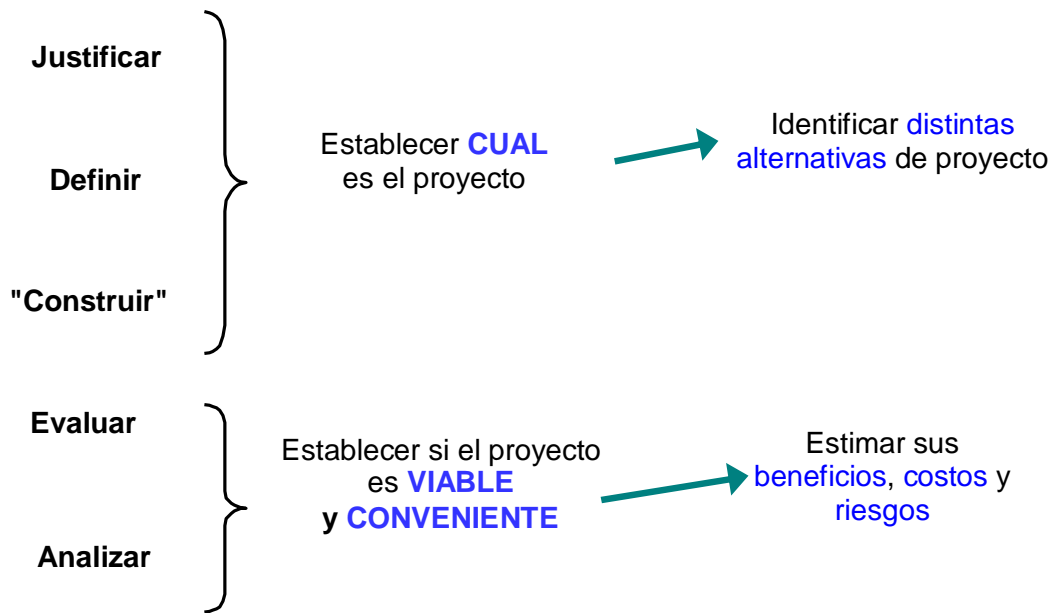 Justificar
Definir
"Construir"
Establecer CUAL
es el proyecto
Identificar distintas
alternativas de proyecto
Evaluar
Analizar
Establecer si el proyecto
es VIABLE
y CONVENIENTE
Estimar sus
beneficios, costos y
riesgos